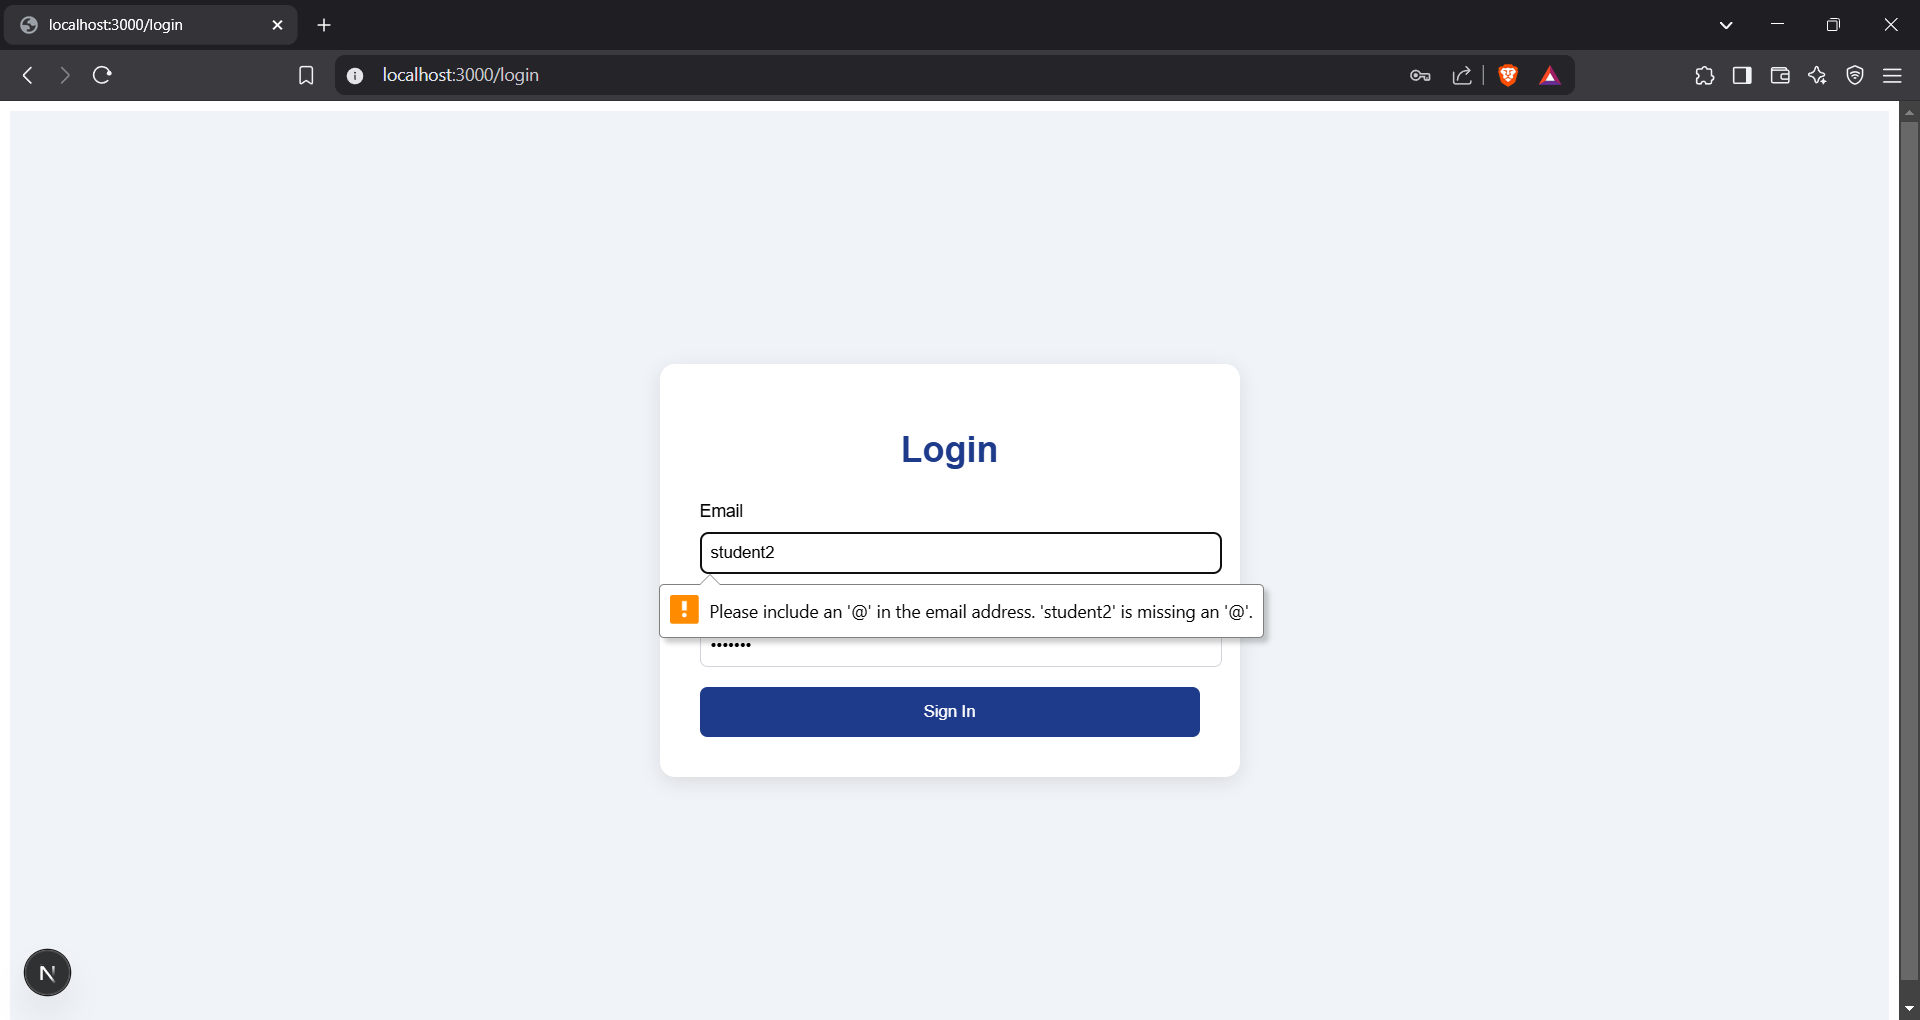 localhost:3000/login
localhost:3000/login
Login
Email
student2
Please include an '@' in the email address. 'student2' is missing an '@'.
•••••••
Sign In
N